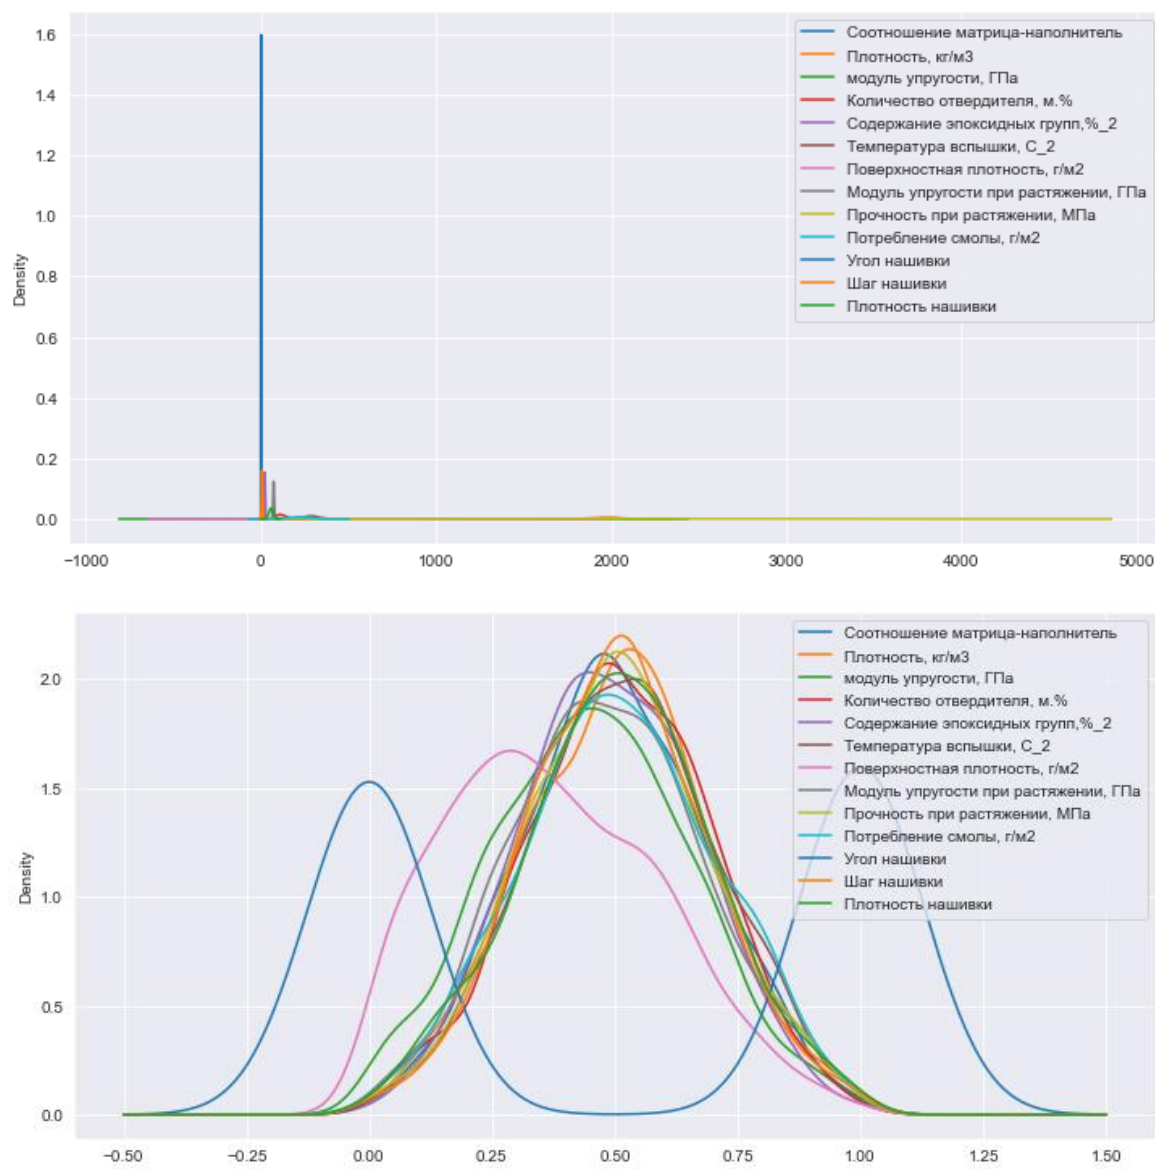 1.6
1.4
1.2
1.0
0.8
0.6
0.4
0.2
0.0
Density
−1000
0
1000
2000
3000
4000
5000
Соотношение матрица-наполнитель
Плотность, кг/м3
модуль упругости, ГПа
Количество отвердителя, м.%
Содержание эпоксидных групп,%_2
Температура вспышки, С_2
Поверхностная плотность, г/м2
Модуль упругости при растяжении, ГПа
Прочность при растяжении, МПа
Потребление смолы, г/м2
Угол нашивки
Шаг нашивки
Плотность нашивки
2.0
1.5
1.0
0.5
0.0
Density
−0.50
−0.25
0.00
0.25
0.50
0.75
1.00
1.25
1.50
Соотношение матрица-наполнитель
Плотность, кг/м3
модуль упругости, ГПа
Количество отвердителя, м.%
Содержание эпоксидных групп,%_2
Температура вспышки, С_2
Поверхностная плотность, г/м2
Модуль упругости при растяжении, ГПа
Прочность при растяжении, МПа
Потребление смолы, г/м2
Угол нашивки
Шаг нашивки
Плотность нашивки